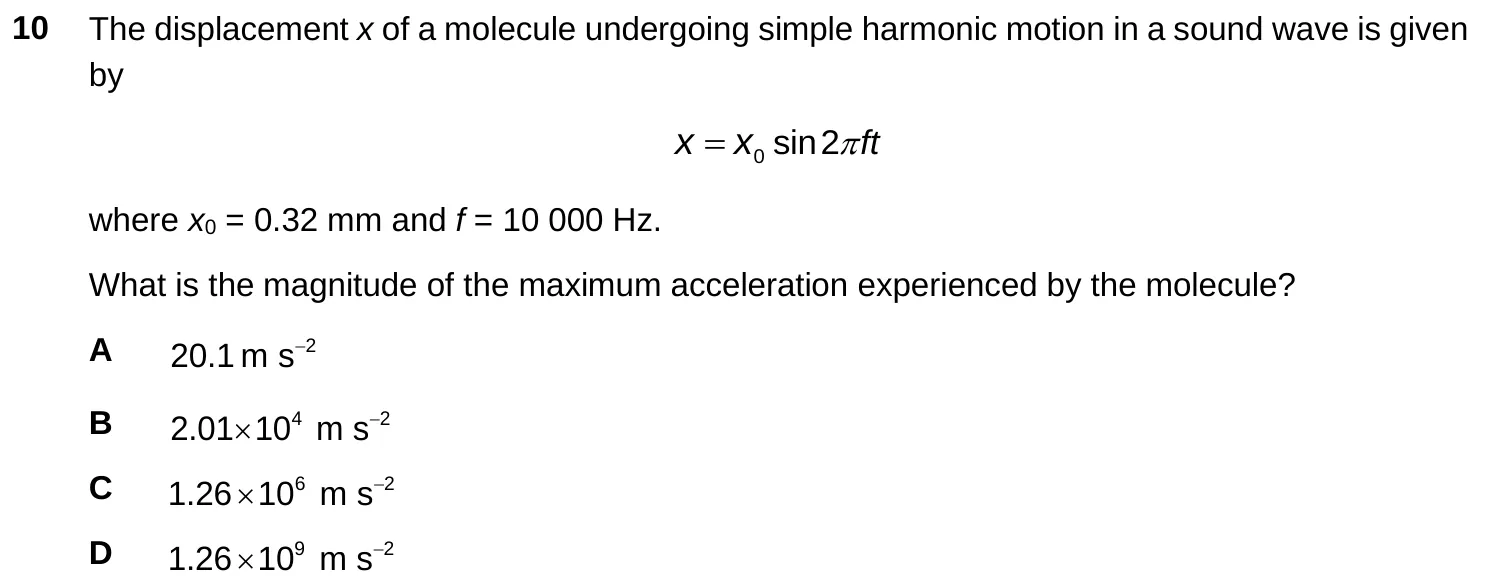 10 The displacement x of a molecule undergoing simple harmonic motion in a sound wave is given
by
x = x₀ sin 2πft
where x₀ = 0.32 mm and f = 10 000 Hz.
What is the magnitude of the maximum acceleration experienced by the molecule?
A 20.1 m s⁻²
B 2.01×10⁴ m s⁻²
C 1.26×10⁶ m s⁻²
D 1.26×10⁹ m s⁻²